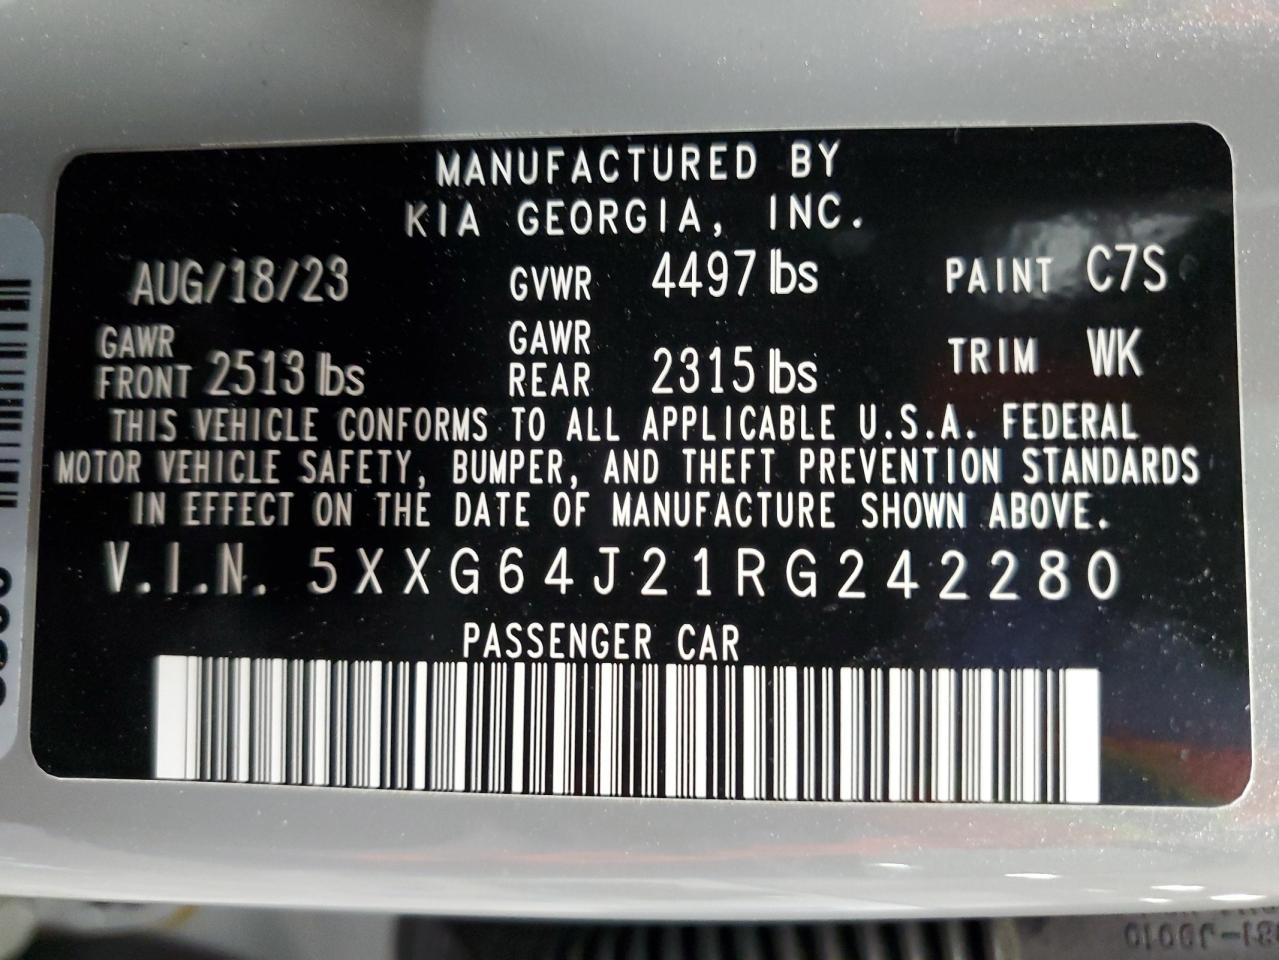 MANUFACTURED BY
KIA GEORGIA, INC.
AUG/18/23 GVWR 4497 lbs PAINT C7S
GAWR FRONT 2513 lbs GAWR REAR 2315 lbs TRIM WK
THIS VEHICLE CONFORMS TO ALL APPLICABLE U.S.A. FEDERAL
MOTOR VEHICLE SAFETY, BUMPER, AND THEFT PREVENTION STANDARDS
IN EFFECT ON THE DATE OF MANUFACTURE SHOWN ABOVE.
V.I.N. 5XXG64J21RG242280
PASSENGER CAR